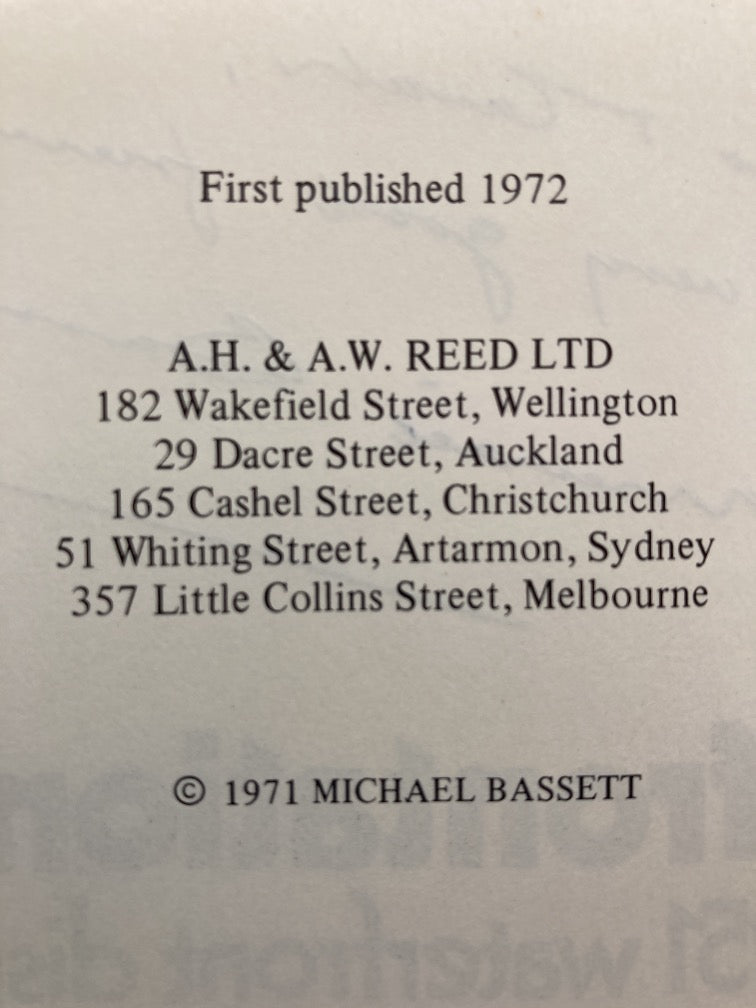 First published 1972
A.H. & A.W. REED LTD
182 Wakefield Street, Wellington
29 Dacre Street, Auckland
165 Cashel Street, Christchurch
51 Whiting Street, Artarmon, Sydney
357 Little Collins Street, Melbourne
© 1971 MICHAEL BASSETT